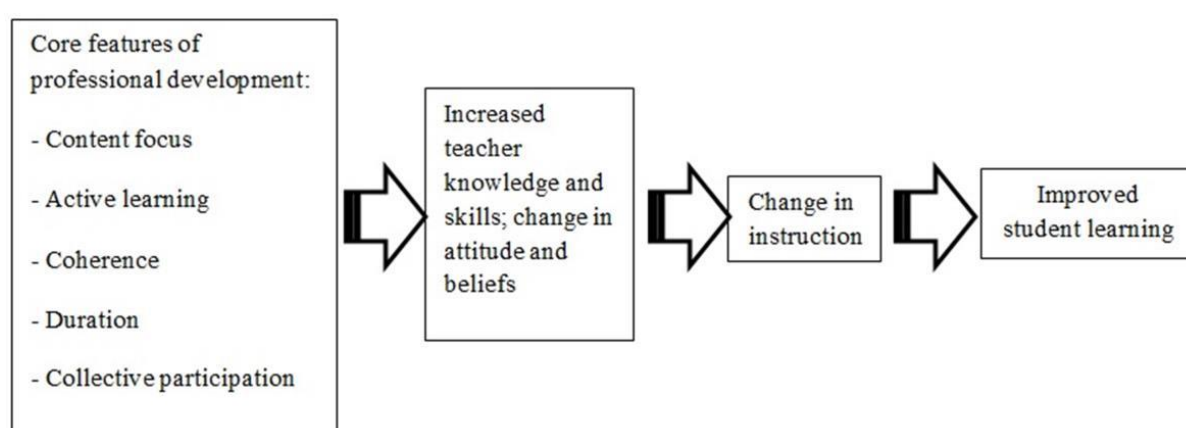 Core features of
professional development:
- Content focus
- Active learning
- Coherence
- Duration
- Collective participation
Increased
teacher
knowledge and
skills; change in
attitude and
beliefs
Change in
instruction
Improved
student learning